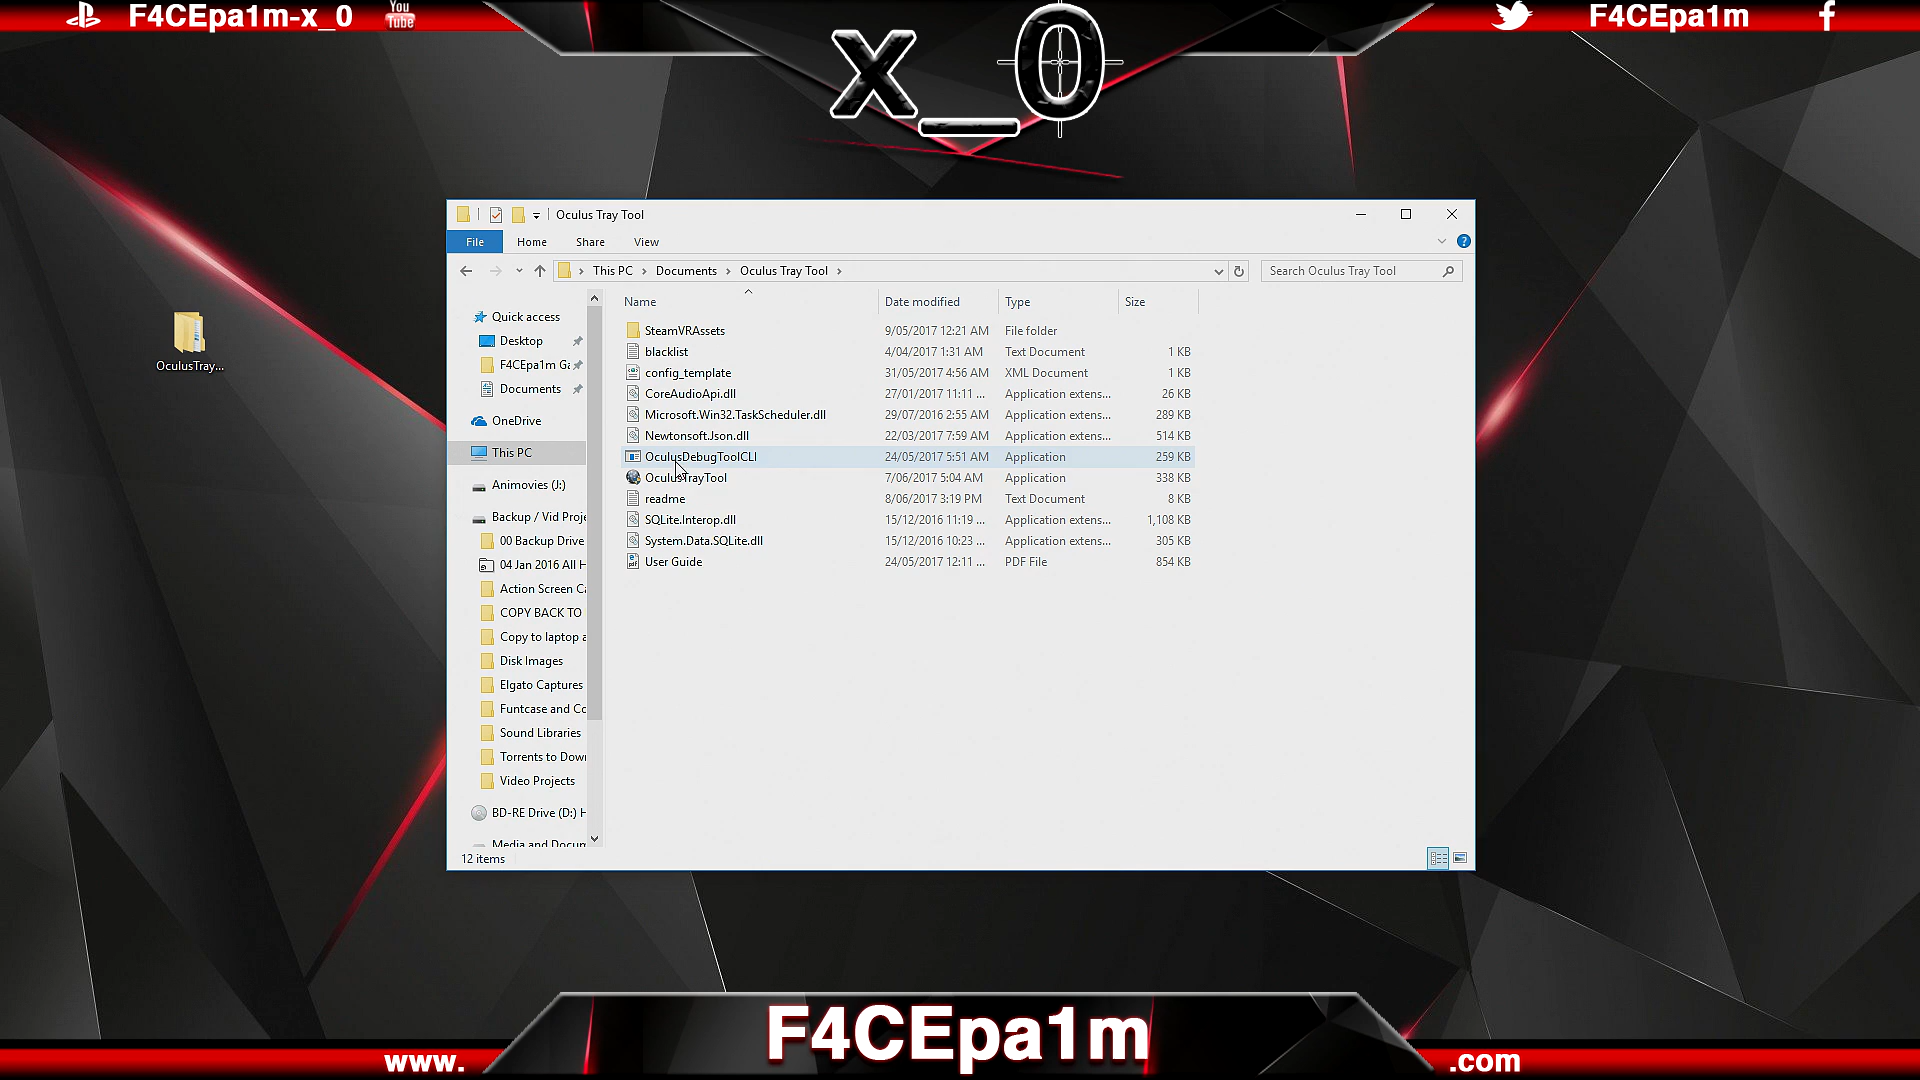 F4CEpa1m-x_0
You
Tube
x_0
F4CEpa1m
Oculus Tray Tool
File Home Share View
This PC Documents Oculus Tray Tool
Search Oculus Tray Tool
Name Date modified Type Size
OculusTray...
Quick access
Desktop
F4CEpa1m Ga
Documents
OneDrive
This PC
Animovies (J:)
Backup / Vid Proje
00 Backup Drive
04 Jan 2016 All H
Action Screen Ca
COPY BACK TO
Copy to laptop a
Disk Images
Elgato Captures
Funtcase and Co
Sound Libraries
Torrents to Down
Video Projects
BD-RE Drive (D:) H
Media and Docum
SteamVRAssets 9/05/2017 12:21 AM File folder
blacklist 4/04/2017 1:31 AM Text Document 1 KB
config_template 31/05/2017 4:56 AM XML Document 1 KB
CoreAudioApi.dll 27/01/2017 11:11 ... Application extens... 26 KB
Microsoft.Win32.TaskScheduler.dll 29/07/2016 2:55 AM Application extens... 289 KB
Newtonsoft.Json.dll 22/03/2017 7:59 AM Application extens... 514 KB
OculusDebugToolCLI 24/05/2017 5:51 AM Application 259 KB
OculusTrayTool 7/06/2017 5:04 AM Application 338 KB
readme 8/06/2017 3:19 PM Text Document 8 KB
SQLite.Interop.dll 15/12/2016 11:19 ... Application extens... 1,108 KB
System.Data.SQLite.dll 15/12/2016 10:23 ... Application extens... 305 KB
User Guide 24/05/2017 12:11 ... PDF File 854 KB
12 items
www.
F4CEpa1m
.com